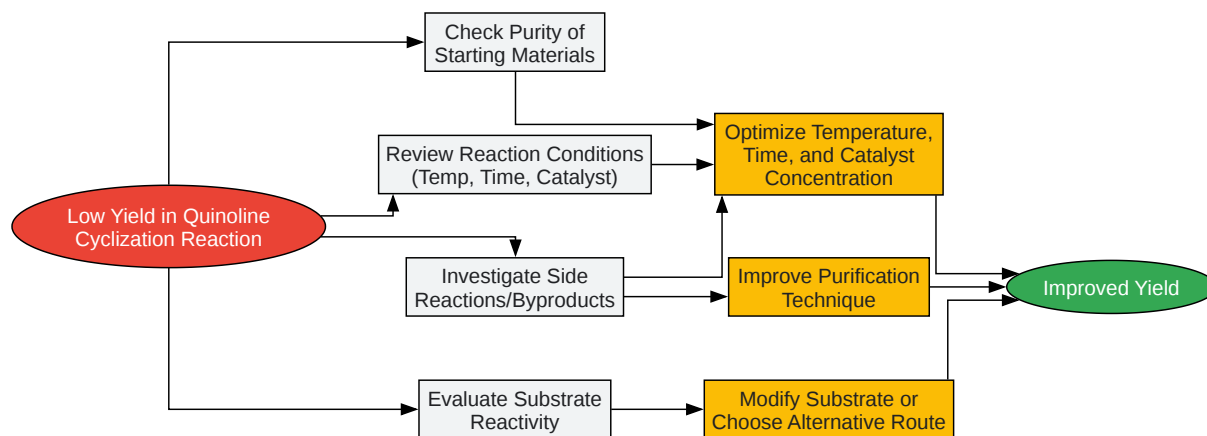 Check Purity of
Starting Materials
Optimize Temperature,
Time, and Catalyst
Concentration
Review Reaction Conditions
(Temp, Time, Catalyst)
Low Yield in Quinoline
Cyclization Reaction
Investigate Side
Reactions/Byproducts
Improve Purification
Technique
Improved Yield
Evaluate Substrate
Reactivity
Modify Substrate or
Choose Alternative Route